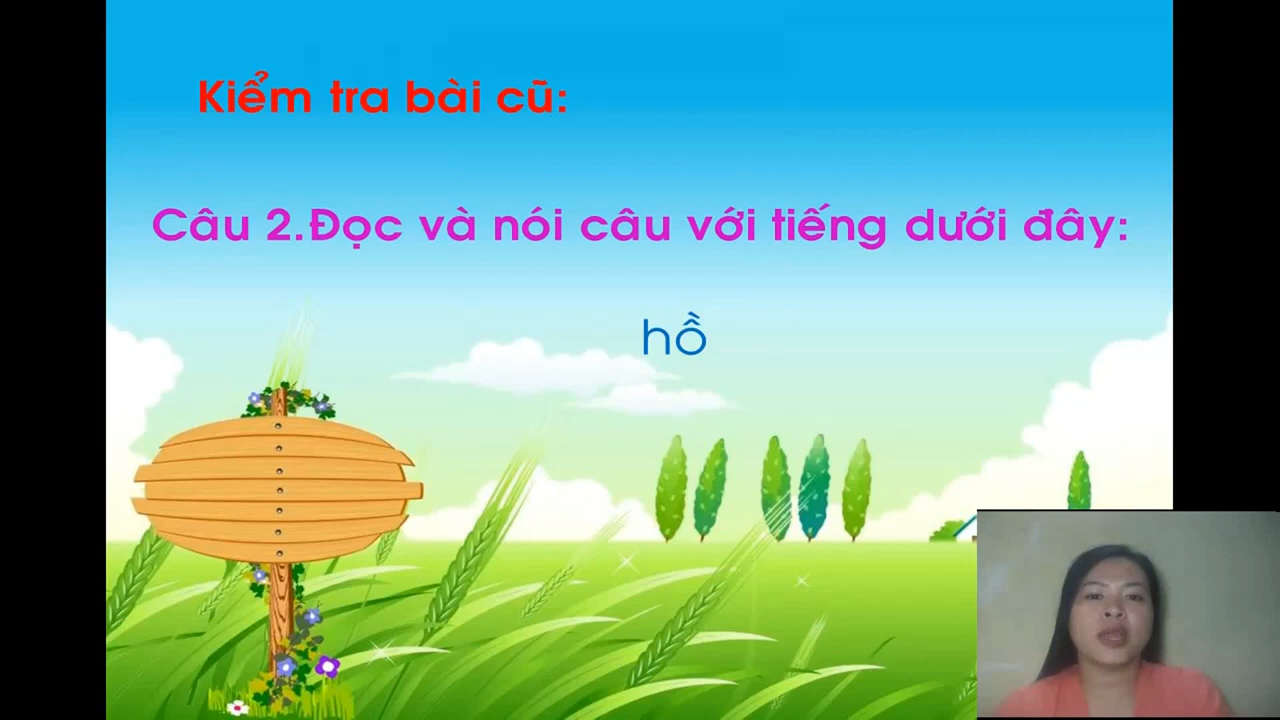 Kiểm tra bài cũ:
Câu 2.Đọc và nói câu với tiếng dưới đây:
hồ